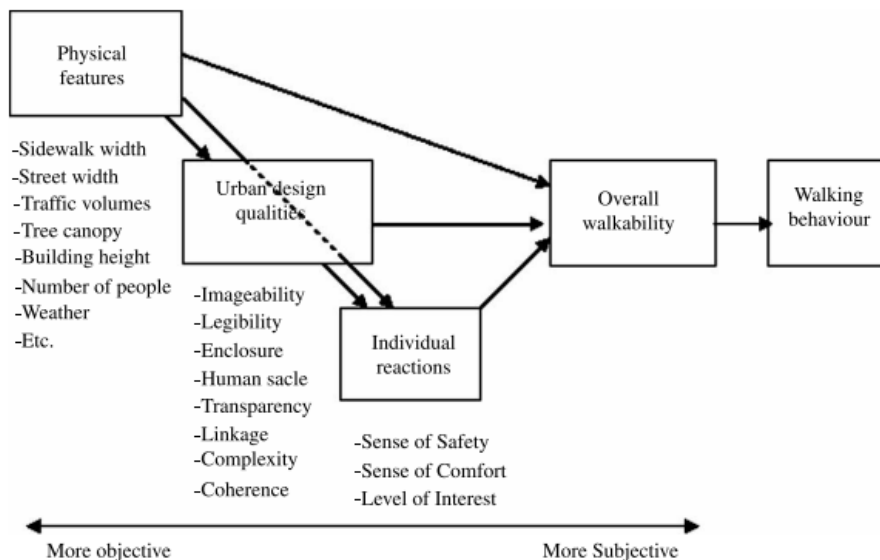 Physical
features
-Sidewalk width
-Street width
-Traffic volumes
-Tree canopy
-Building height
-Number of people
-Weather
-Etc.
Urban design
qualities
-Imageability
-Legibility
-Enclosure
-Human sacle
-Transparency
-Linkage
-Complexity
-Coherence
Individual
reactions
-Sense of Safety
-Sense of Comfort
-Level of Interest
Overall
walkability
Walking
behaviour
More objective
More Subjective